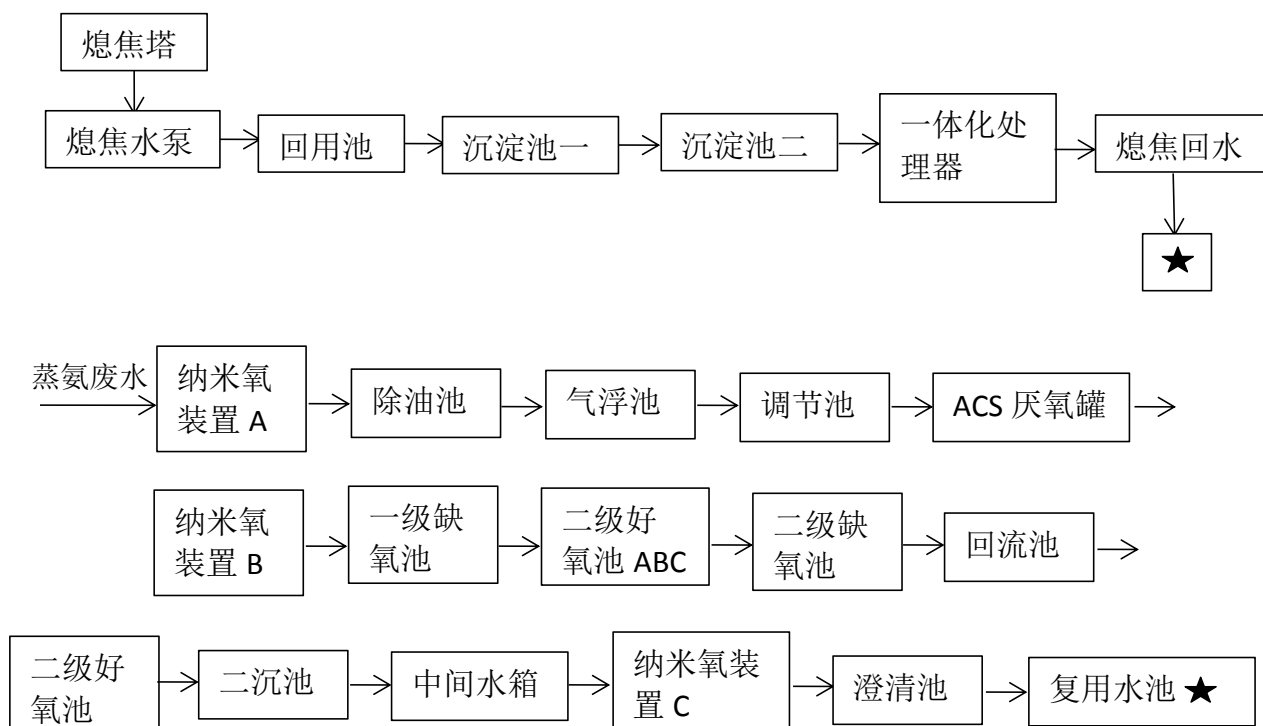 熄焦塔
熄焦水泵
回用池
沉淀池一
沉淀池二
一体化处
理器
熄焦回水
★
蒸氨废水
纳米氧
装置 A
除油池
气浮池
调节池
ACS 厌氧罐
纳米氧
装置 B
一级缺
氧池
二级好
氧池 ABC
二级缺
氧池
回流池
二级好
氧池
二沉池
中间水箱
纳米氧装
置 C
澄清池
复用水池 ★